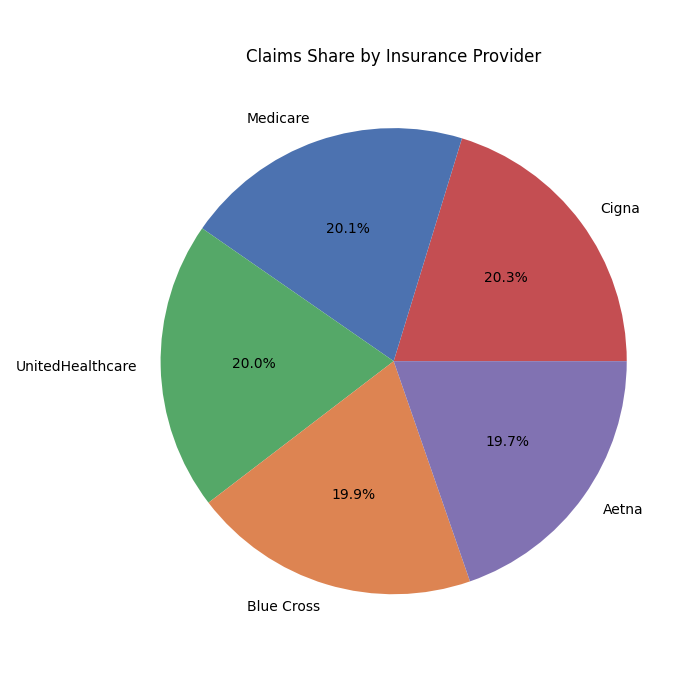 Claims Share by Insurance Provider
Medicare
Cigna
20.1%
20.3%
UnitedHealthcare
20.0%
19.7%
19.9%
Aetna
Blue Cross